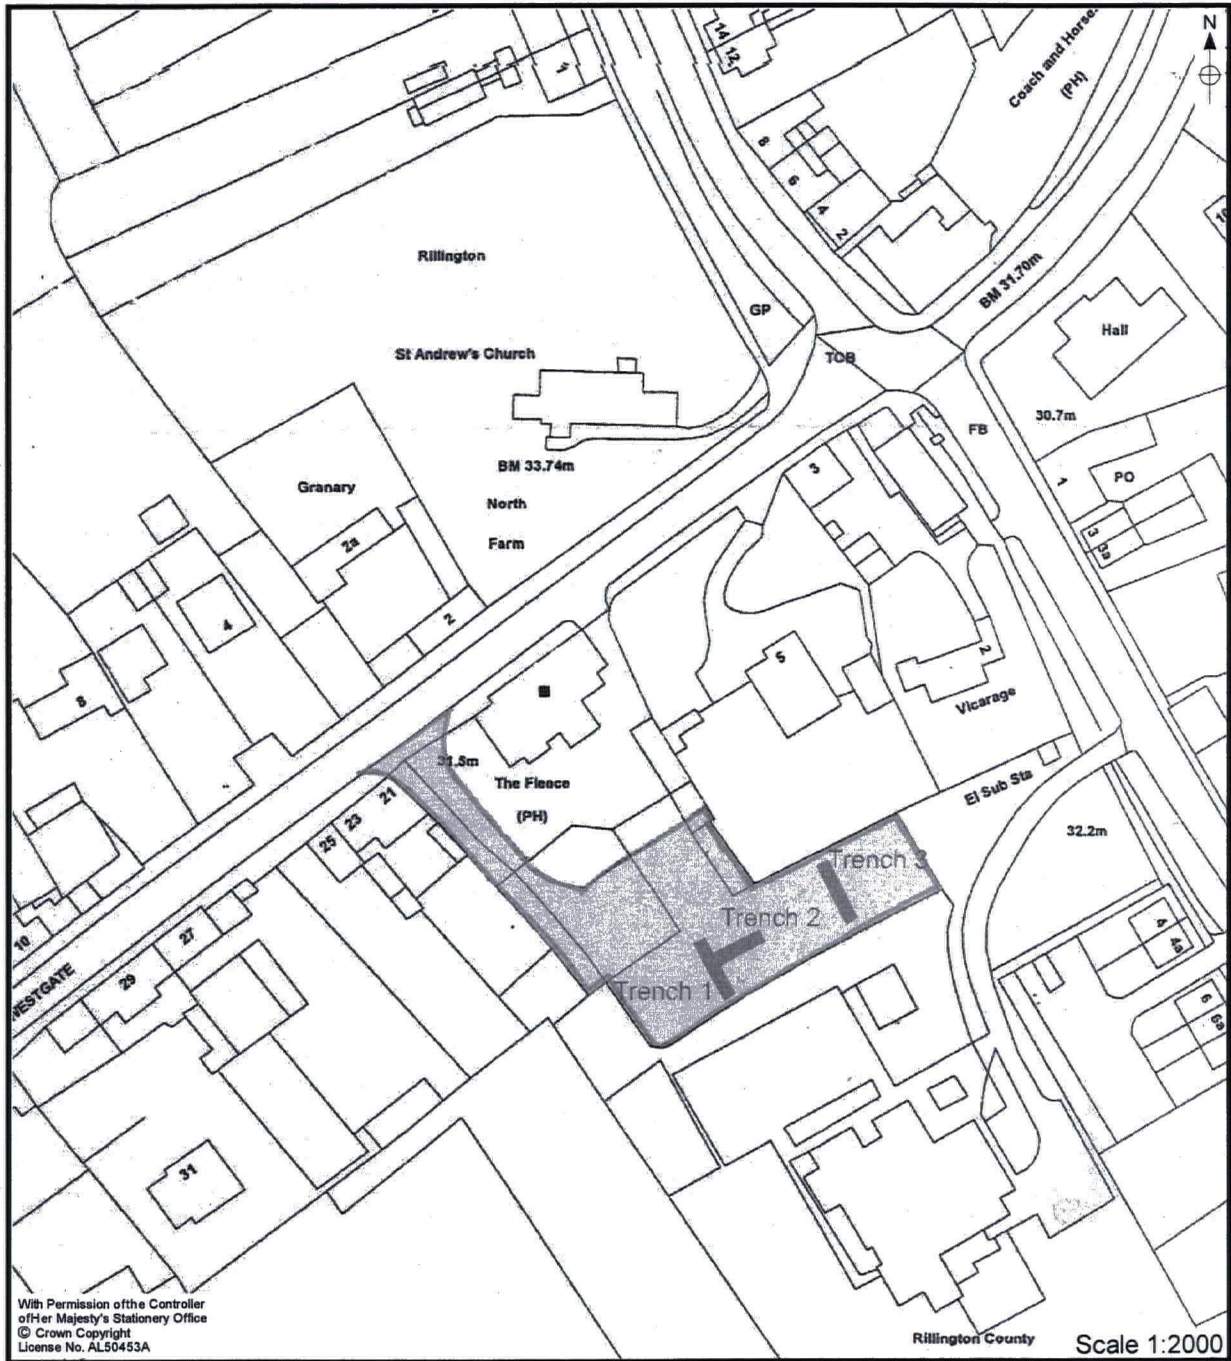 N
14
12
Coach and Horse
(PH)
8
6
4
2
Rillington
BM 31.70m
GP
Hall
St Andrew's Church
TCB
30.7m
FB
BM 33.74m
3
1
PO
Granary
North
Farm
2a
3
3a
4
2
5
2
8
Vicarage
31.5m
The Fleece
(PH)
El Sub Sta
21
23
25
32.2m
Trench 3
Trench 2
4
4a
10
27
WESTGATE
29
Trench 1
6
6a
31
With Permission of the Controller
of Her Majesty's Stationery Office
© Crown Copyright
License No. AL50453A
Rillington County
Scale 1:2000